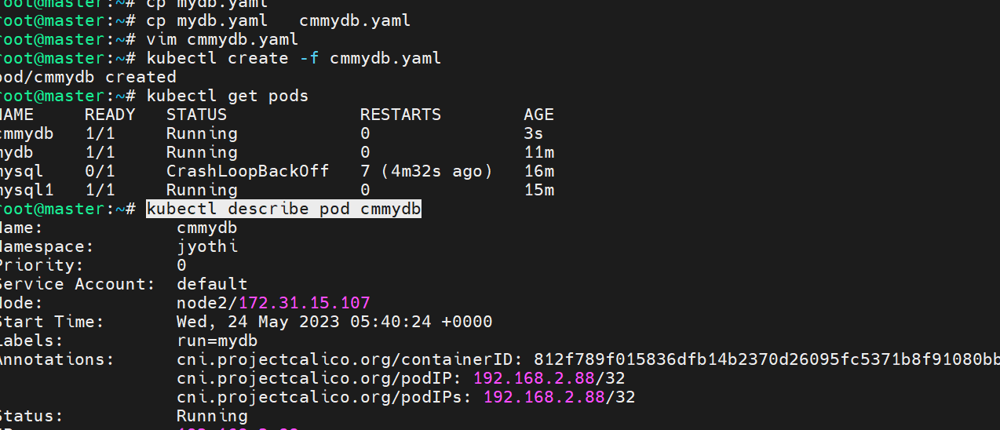 root@master:~# cp mydb.yaml
root@master:~# cp mydb.yaml   cmmydb.yaml
root@master:~# vim cmmydb.yaml
root@master:~# kubectl create -f cmmydb.yaml
pod/cmmydb created
root@master:~# kubectl get pods
NAME     READY   STATUS             RESTARTS        AGE
cmmydb   1/1     Running            0               3s
mydb     1/1     Running            0               11m
mysql    0/1     CrashLoopBackOff   7 (4m32s ago)   16m
mysql1   1/1     Running            0               15m
root@master:~# kubectl describe pod cmmydb
Name:             cmmydb
Namespace:        jyothi
Priority:         0
Service Account:  default
Node:             node2/172.31.15.107
Start Time:       Wed, 24 May 2023 05:40:24 +0000
Labels:           run=mydb
Annotations:      cni.projectcalico.org/containerID: 812f789f015836dfb14b2370d26095fc5371b8f91080bb
                  cni.projectcalico.org/podIP: 192.168.2.88/32
                  cni.projectcalico.org/podIPs: 192.168.2.88/32
Status:           Running